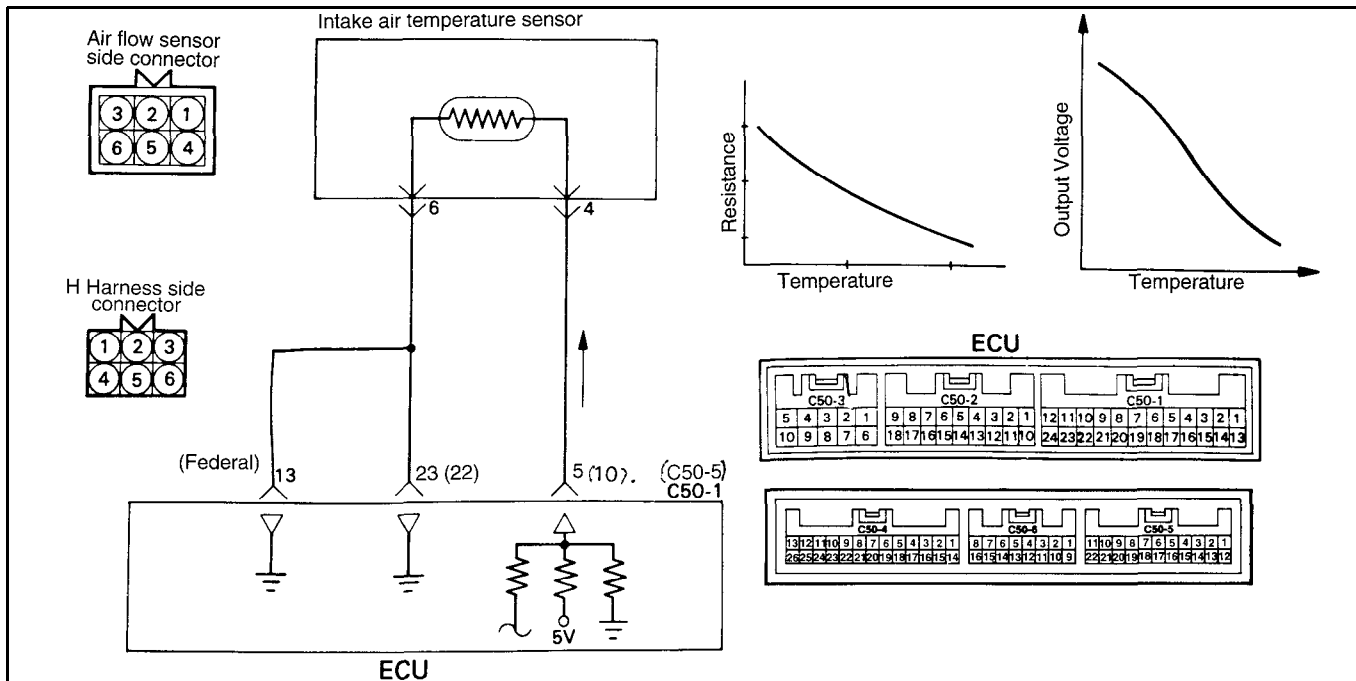 Intake air temperature sensor
Air flow sensor
side connector
3 2 1
6 5 4
6
4
Resistance
Temperature
Output Voltage
Temperature
H Harness side
connector
1 2 3
4 5 6
(Federal)
13
23 (22)
5 (10).
(C50-5)
C50-1
5V
ECU
ECU
C50-3
C50-2
C50-1
5 4 3 2 1
9 8 7 6 5 4 3 2 1
12 11 10 9 8 7 6 5 4 3 2 1
10 9 8 7 6
18 17 16 15 14 13 12 11 10
24 23 22 21 20 19 18 17 16 15 14 13
C50-4
C50-6
C50-5
13 12 11 10 9 8 7 6 5 4 3 2 1
8 7 6 5 4 3 2 1
11 10 9 8 7 6 5 4 3 2 1
26 25 24 23 22 21 20 19 18 17 16 15 14
16 15 14 13 12 11 10 9
22 21 20 19 18 17 16 15 14 13 12